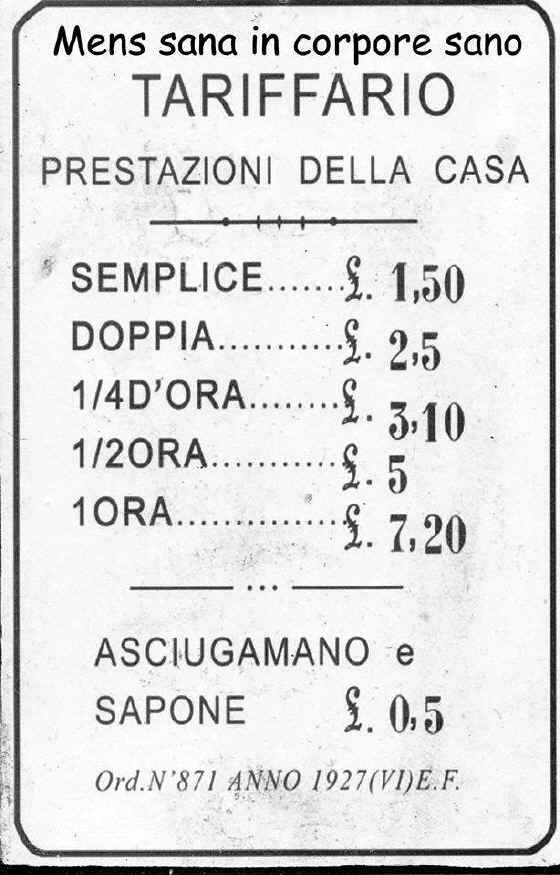 Mens sana in corpore sano
TARIFFARIO
PRESTAZIONI DELLA CASA
SEMPLICE.......£. 1,50
DOPPIA...........£. 2,5
1/4D'ORA........£. 3,10
1/2ORA...........£. 5
1ORA...............£. 7,20
ASCIUGAMANO e
SAPONE £. 0,5
Ord.N'871 ANNO 1927(VI)E.F.